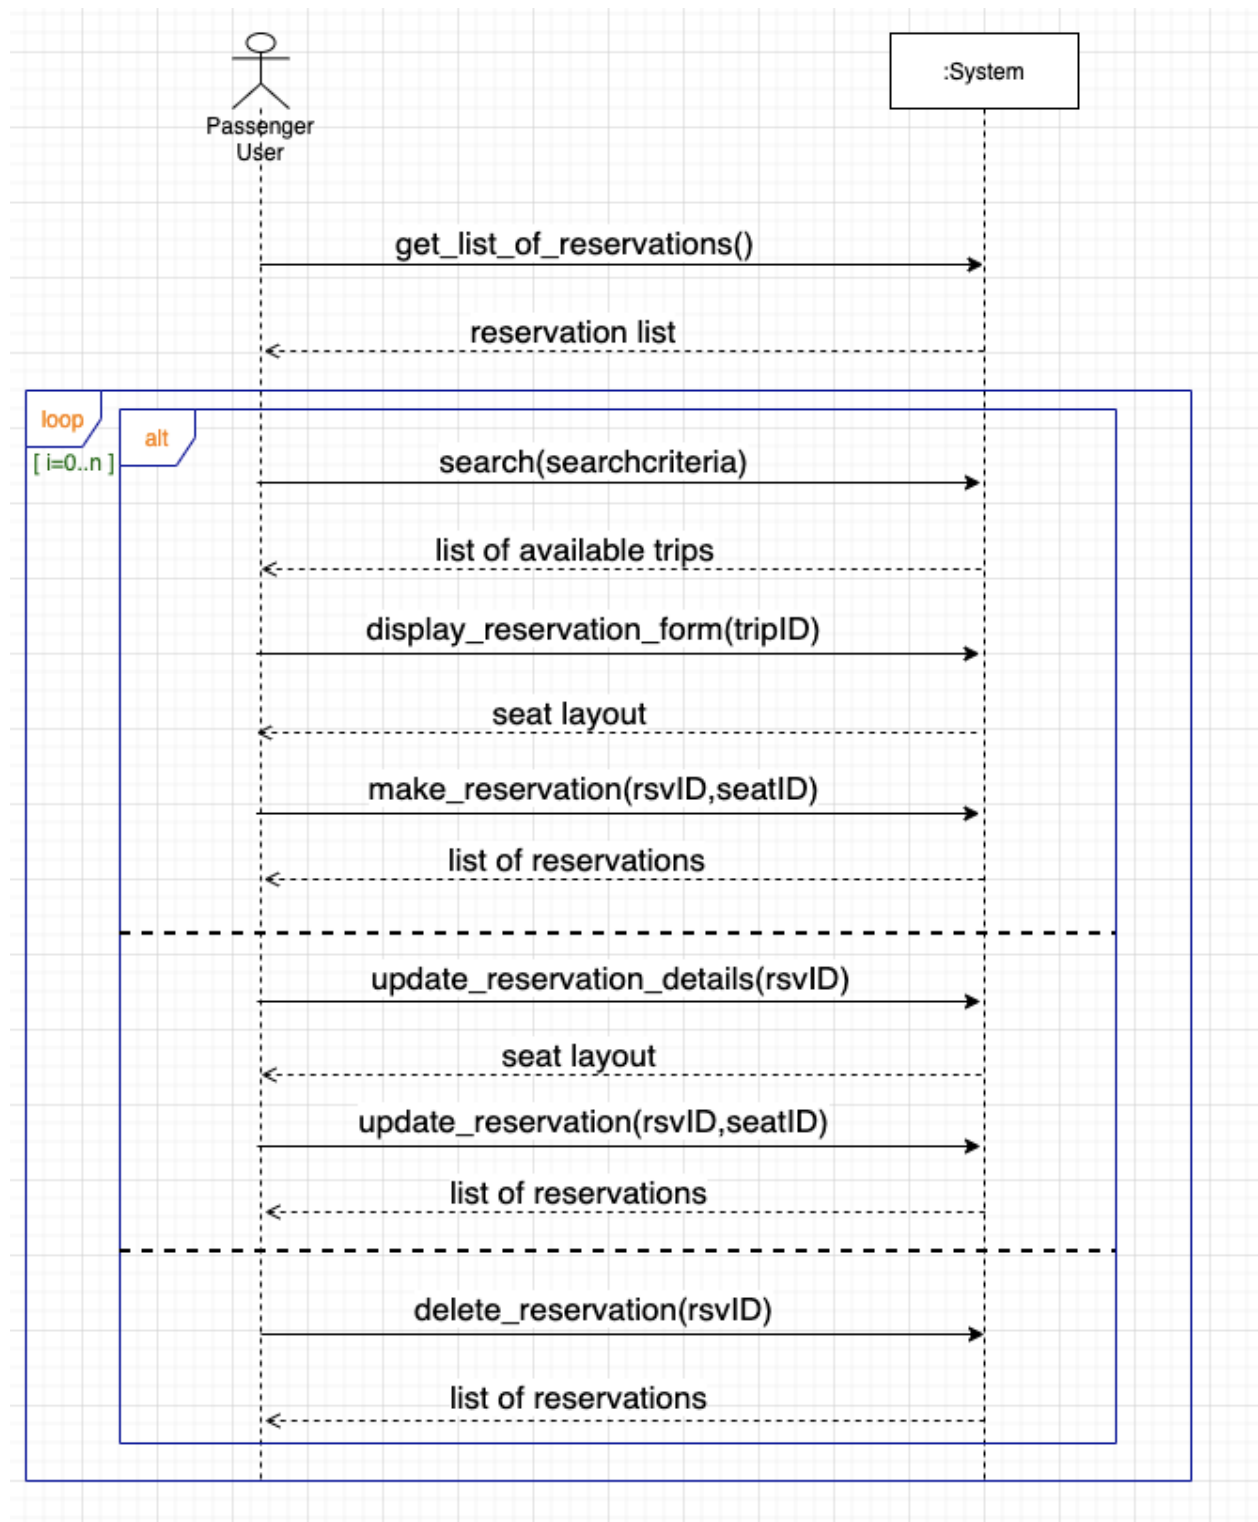 Passenger
User
:System
get_list_of_reservations()
reservation list
loop
[ i=0..n ]
alt
search(searchcriteria)
list of available trips
display_reservation_form(tripID)
seat layout
make_reservation(rsvID,seatID)
list of reservations
update_reservation_details(rsvID)
seat layout
update_reservation(rsvID,seatID)
list of reservations
delete_reservation(rsvID)
list of reservations